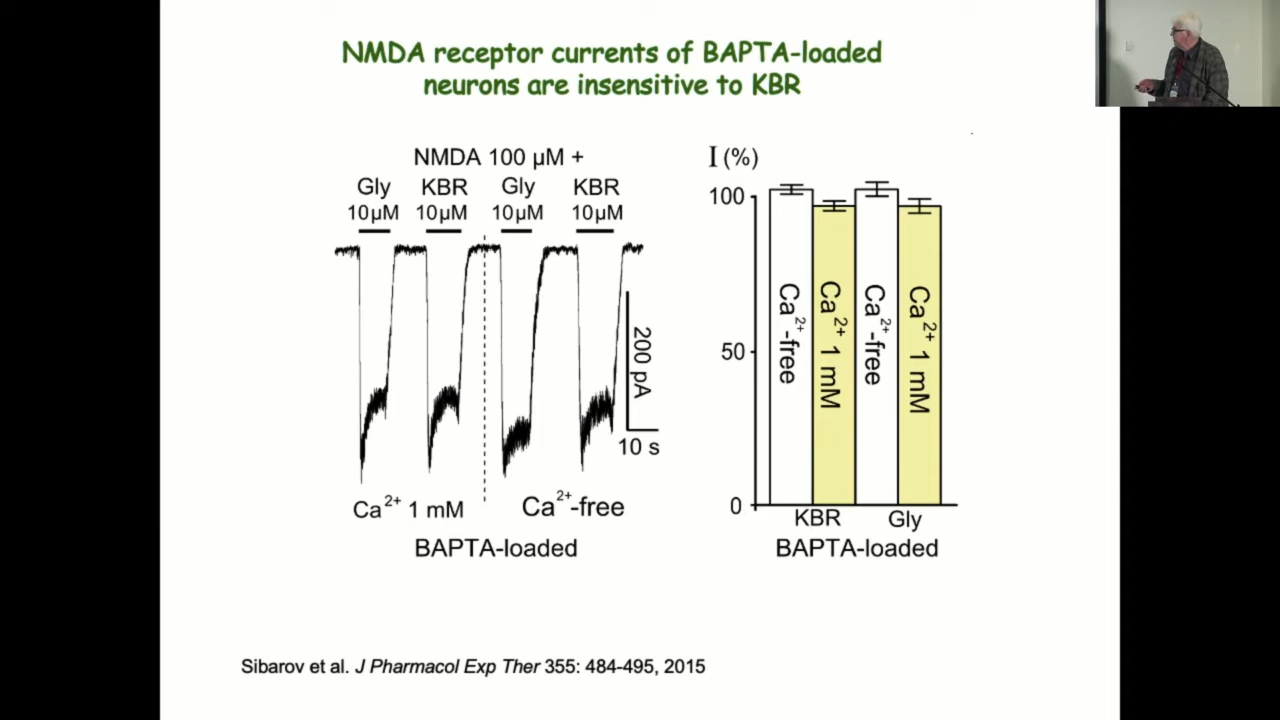 NMDA receptor currents of BAPTA-loaded
neurons are insensitive to KBR
NMDA 100 µM +
Gly KBR Gly KBR
10µM 10µM 10µM 10µM
200 pA
10 s
Ca2+ 1 mM Ca2+-free
BAPTA-loaded
I (%)
100
50
0
Ca2+-free
Ca2+ 1 mM
Ca2+-free
Ca2+ 1 mM
KBR Gly
BAPTA-loaded
Sibarov et al. J Pharmacol Exp Ther 355: 484-495, 2015